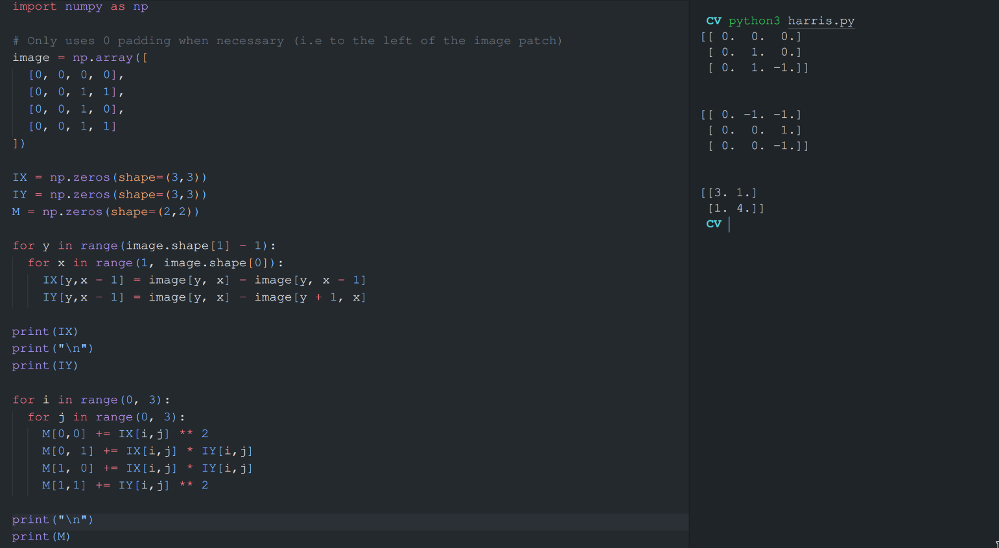 import numpy as np
# Only uses 0 padding when necessary (i.e to the left of the image patch)
image = np.array([
  [0, 0, 0, 0],
  [0, 0, 1, 1],
  [0, 0, 1, 0],
  [0, 0, 1, 1]
])
IX = np.zeros(shape=(3,3))
IY = np.zeros(shape=(3,3))
M = np.zeros(shape=(2,2))
for y in range(image.shape[1] - 1):
  for x in range(1, image.shape[0]):
    IX[y,x - 1] = image[y, x] - image[y, x - 1]
    IY[y,x - 1] = image[y, x] - image[y + 1, x]
print(IX)
print("\n")
print(IY)
for i in range(0, 3):
  for j in range(0, 3):
    M[0,0] += IX[i,j] ** 2
    M[0, 1] += IX[i,j] * IY[i,j]
    M[1, 0] += IX[i,j] * IY[i,j]
    M[1,1] += IY[i,j] ** 2
print("\n")
print(M)
CV python3 harris.py
[[ 0.  0.  0.]
 [ 0.  1.  0.]
 [ 0.  1. -1.]]
[[ 0. -1. -1.]
 [ 0.  0.  1.]
 [ 0.  0. -1.]]
[[3. 1.]
 [1. 4.]]
CV